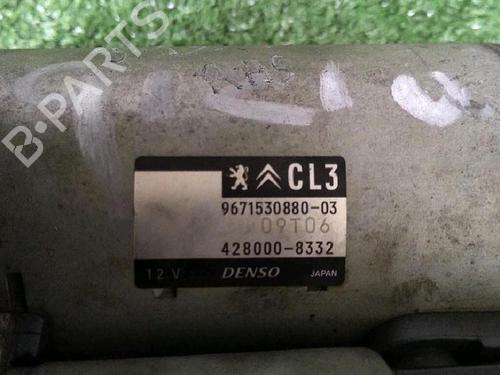 B-PARTS
CL3
9671530880-03
09T06
428000-8332
12V DENSO JAPAN